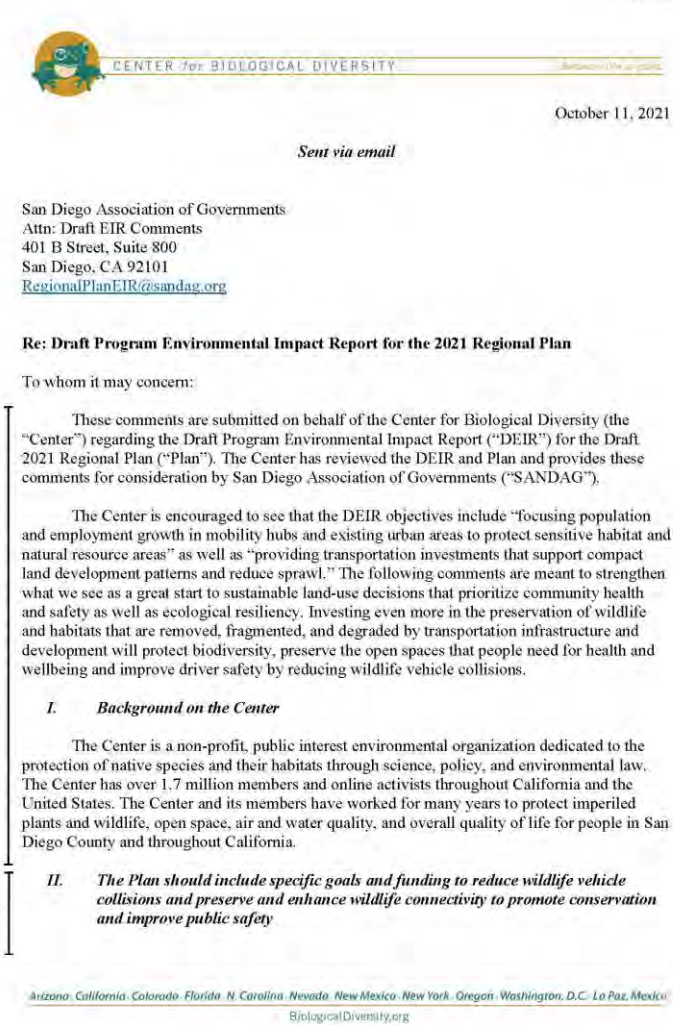 CENTER for BIOLOGICAL DIVERSITY
October 11, 2021
Sent via email
San Diego Association of Governments
Attn: Draft EIR Comments
401 B Street, Suite 800
San Diego, CA 92101
RegionalPlanEIR@sandag.org
Re: Draft Program Environmental Impact Report for the 2021 Regional Plan
To whom it may concern:
These comments are submitted on behalf of the Center for Biological Diversity (the
“Center”) regarding the Draft Program Environmental Impact Report (“DEIR”) for the Draft
2021 Regional Plan (“Plan”). The Center has reviewed the DEIR and Plan and provides these
comments for consideration by San Diego Association of Governments (“SANDAG”).
The Center is encouraged to see that the DEIR objectives include “focusing population
and employment growth in mobility hubs and existing urban areas to protect sensitive habitat and
natural resource areas” as well as “providing transportation investments that support compact
land development patterns and reduce sprawl.” The following comments are meant to strengthen
what we see as a great start to sustainable land-use decisions that prioritize community health
and safety as well as ecological resiliency. Investing even more in the preservation of wildlife
and habitats that are removed, fragmented, and degraded by transportation infrastructure and
development will protect biodiversity, preserve the open spaces that people need for health and
wellbeing and improve driver safety by reducing wildlife vehicle collisions.
I. Background on the Center
The Center is a non-profit, public interest environmental organization dedicated to the
protection of native species and their habitats through science, policy, and environmental law.
The Center has over 1.7 million members and online activists throughout California and the
United States. The Center and its members have worked for many years to protect imperiled
plants and wildlife, open space, air and water quality, and overall quality of life for people in San
Diego County and throughout California.
II. The Plan should include specific goals and funding to reduce wildlife vehicle
collisions and preserve and enhance wildlife connectivity to promote conservation
and improve public safety
Arizona · California · Colorado · Florida · N. Carolina · Nevada · New Mexico · New York · Oregon · Washington, D.C. · La Paz, Mexico
BiologicalDiversity.org